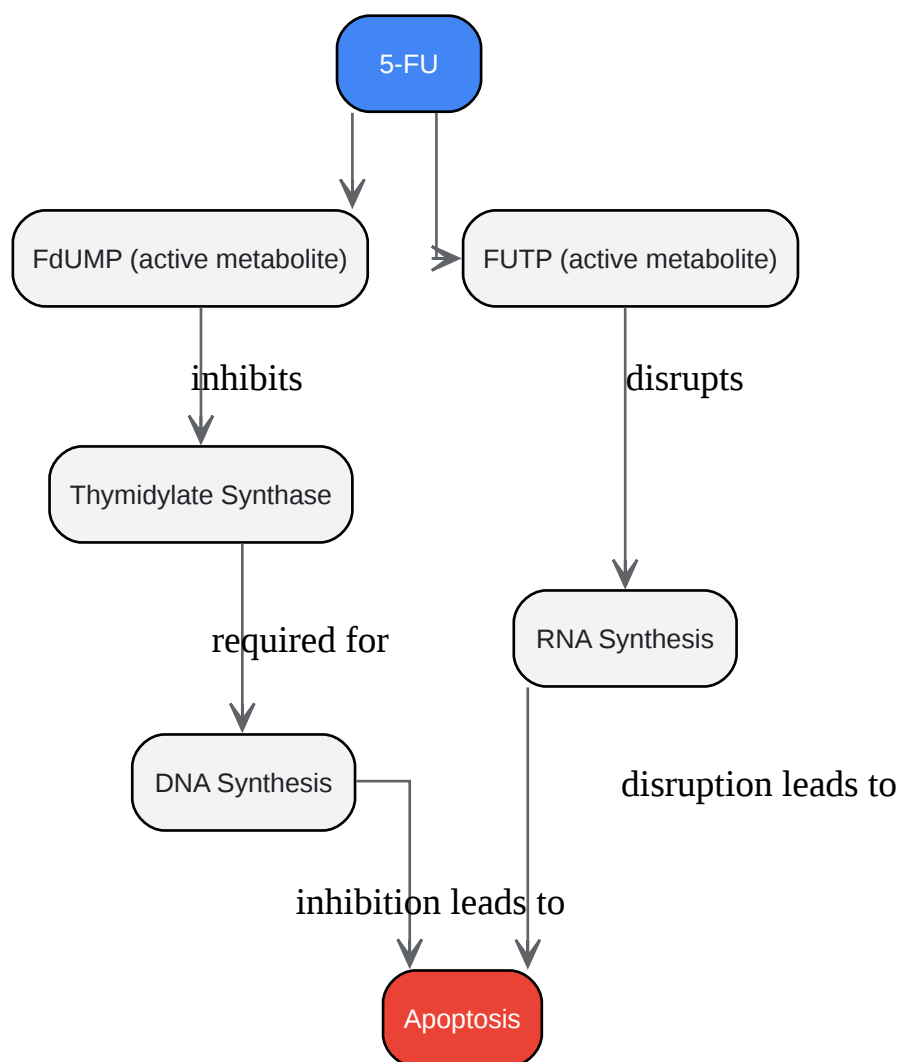 5-FU
FdUMP (active metabolite)
FUTP (active metabolite)
inhibits
disrupts
Thymidylate Synthase
required for
RNA Synthesis
DNA Synthesis
disruption leads to
inhibition leads to
Apoptosis